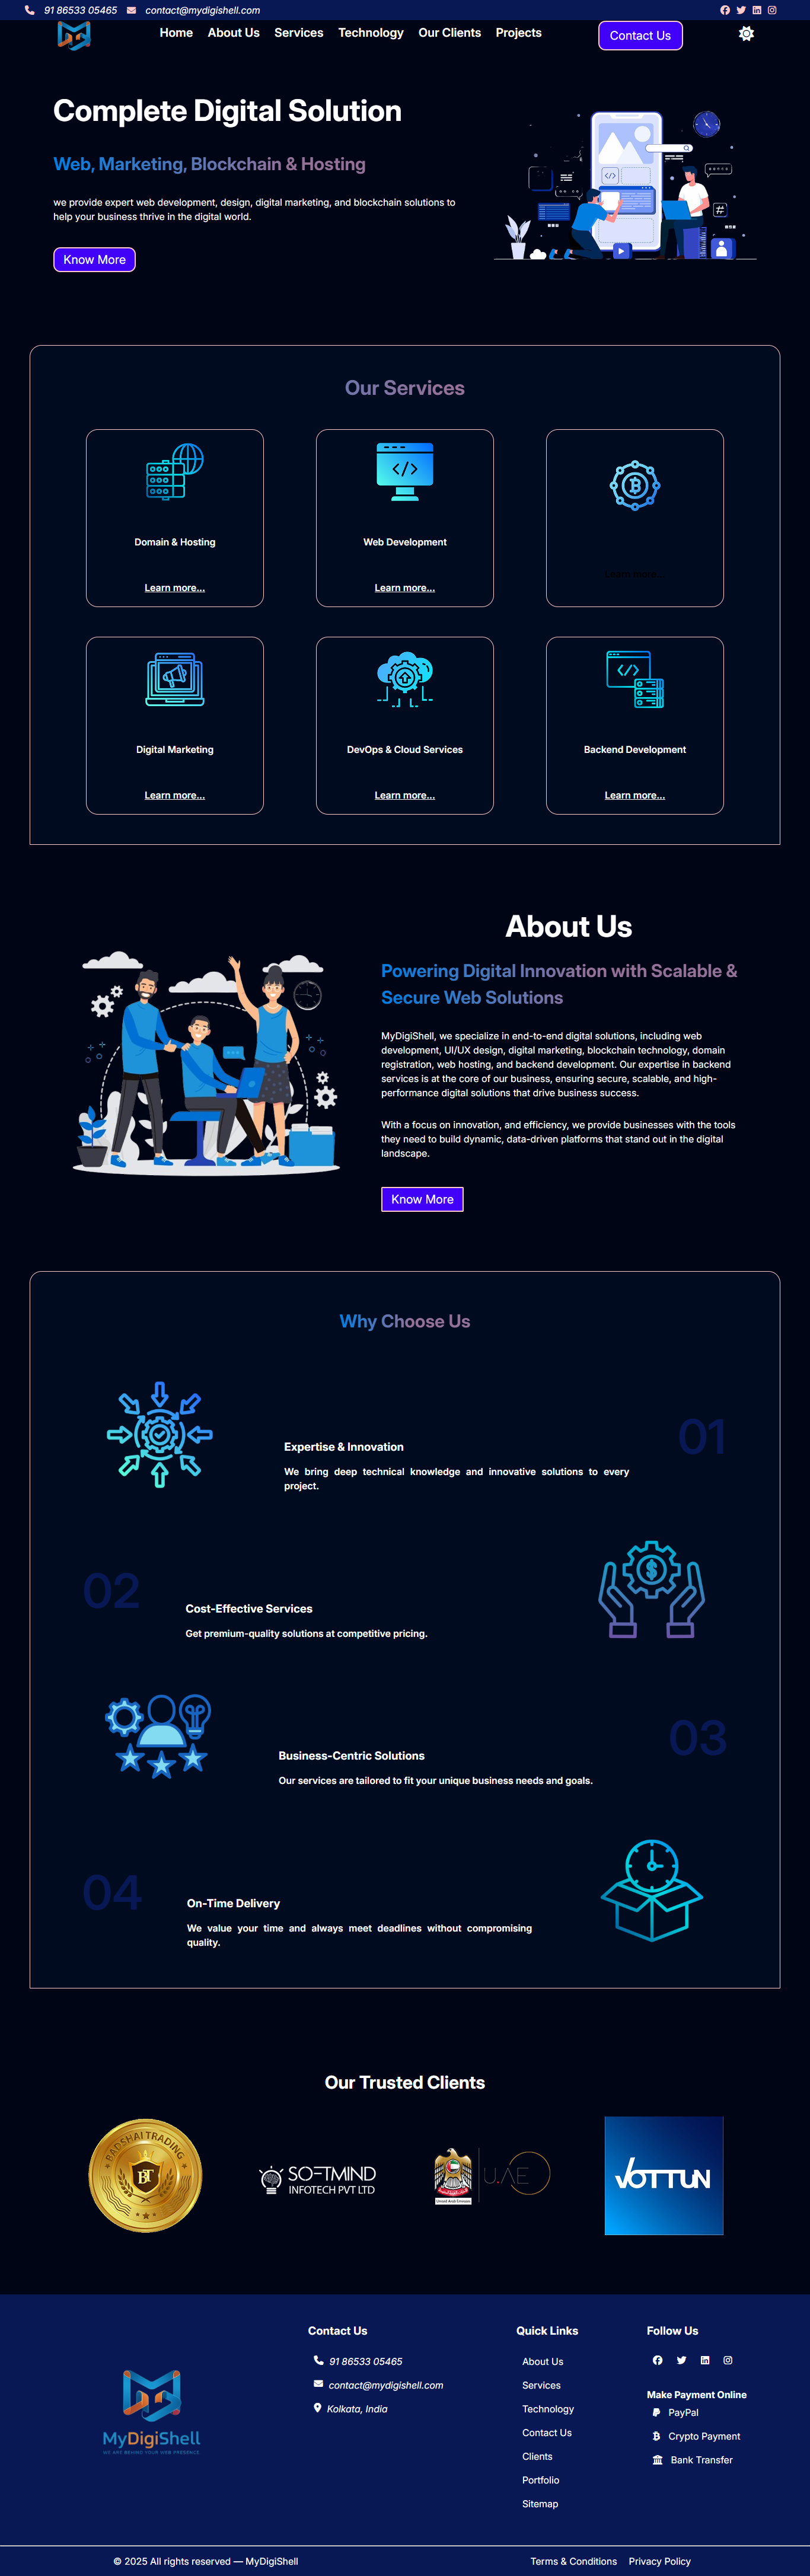 91 86533 05465 contact@mydigishell.com
Home About Us Services Technology Our Clients Projects Contact Us
Complete Digital Solution
Web, Marketing, Blockchain & Hosting
we provide expert web development, design, digital marketing, and blockchain solutions to
help your business thrive in the digital world.
Know More
Our Services
Domain & Hosting
Learn more...
Web Development
Learn more...
Learn more...
Digital Marketing
Learn more...
DevOps & Cloud Services
Learn more...
Backend Development
Learn more...
About Us
Powering Digital Innovation with Scalable &
Secure Web Solutions
MyDigiShell, we specialize in end-to-end digital solutions, including web
development, UI/UX design, digital marketing, blockchain technology, domain
registration, web hosting, and backend development. Our expertise in backend
services is at the core of our business, ensuring secure, scalable, and high-
performance digital solutions that drive business success.
With a focus on innovation, and efficiency, we provide businesses with the tools
they need to build dynamic, data-driven platforms that stand out in the digital
landscape.
Know More
Why Choose Us
01
Expertise & Innovation
We bring deep technical knowledge and innovative solutions to every
project.
02
Cost-Effective Services
Get premium-quality solutions at competitive pricing.
03
Business-Centric Solutions
Our services are tailored to fit your unique business needs and goals.
04
On-Time Delivery
We value your time and always meet deadlines without compromising
quality.
Our Trusted Clients
BADSHAI TRADING
BT
SOFTMIND
INFOTECH PVT LTD
United Arab Emirates
U.AE
VOTTUN
MyDigiShell
WE ARE BEHIND YOUR WEB PRESENCE.
Contact Us
91 86533 05465
contact@mydigishell.com
Kolkata, India
Quick Links
About Us
Services
Technology
Contact Us
Clients
Portfolio
Sitemap
Follow Us
Make Payment Online
PayPal
Crypto Payment
Bank Transfer
© 2025 All rights reserved — MyDigiShell
Terms & Conditions Privacy Policy